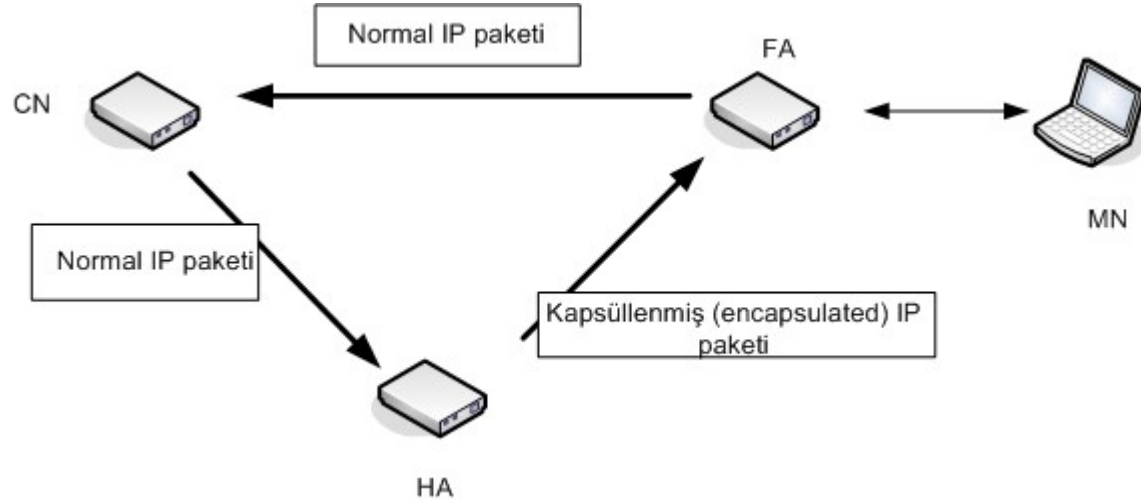 Normal IP paketi
FA
CN
MN
Normal IP paketi
Kapsüllenmiş (encapsulated) IP
paketi
HA